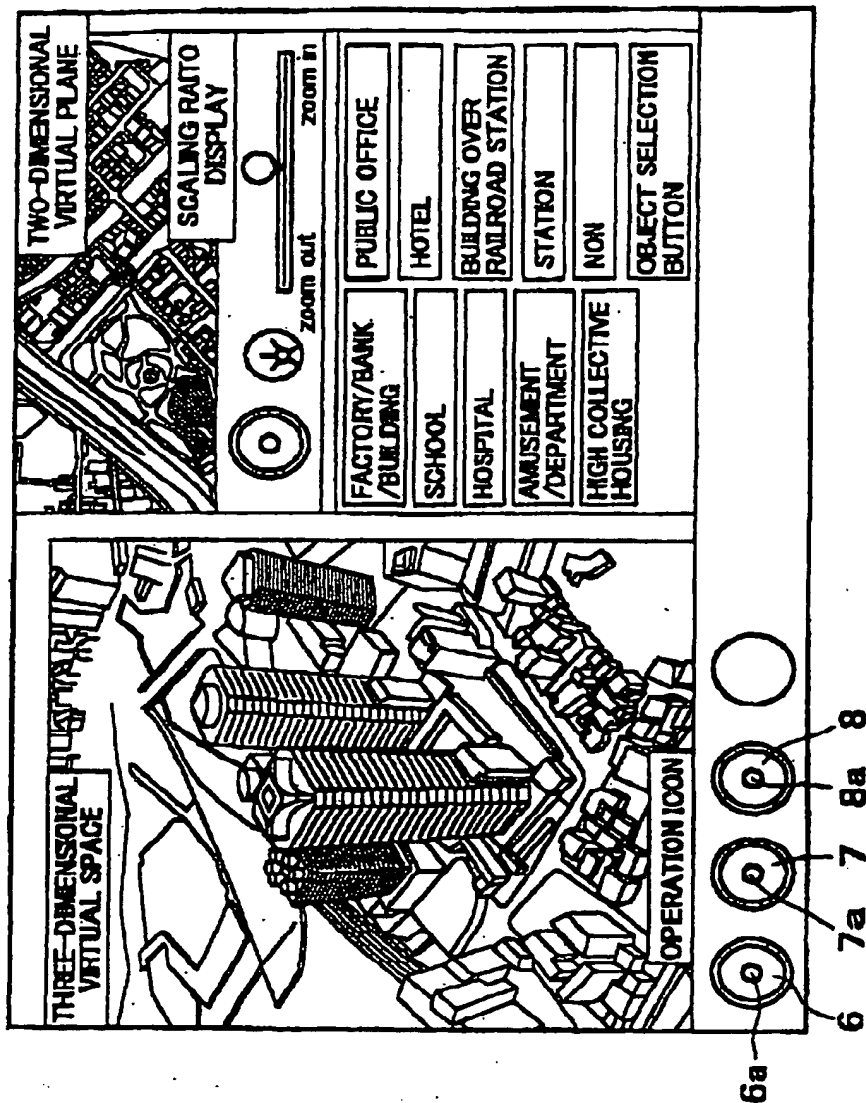 THREE-DIMENSIONAL
VIRTUAL SPACE
TWO-DIMENSIONAL
VIRTUAL PLANE
SCALING RAITO
DISPLAY
zoom out
zoom in
FACTORY/BANK
/BUILDING
SCHOOL
HOSPITAL
AMUSEMENT
/DEPARTMENT
HIGH COLLECTIVE
HOUSING
PUBLIC OFFICE
HOTEL
BUILDING OVER
RAILROAD STATION
STATION
NON
OBJECT SELECTION
BUTTON
OPERATION ICON
6a
6
7a
7
8a
8